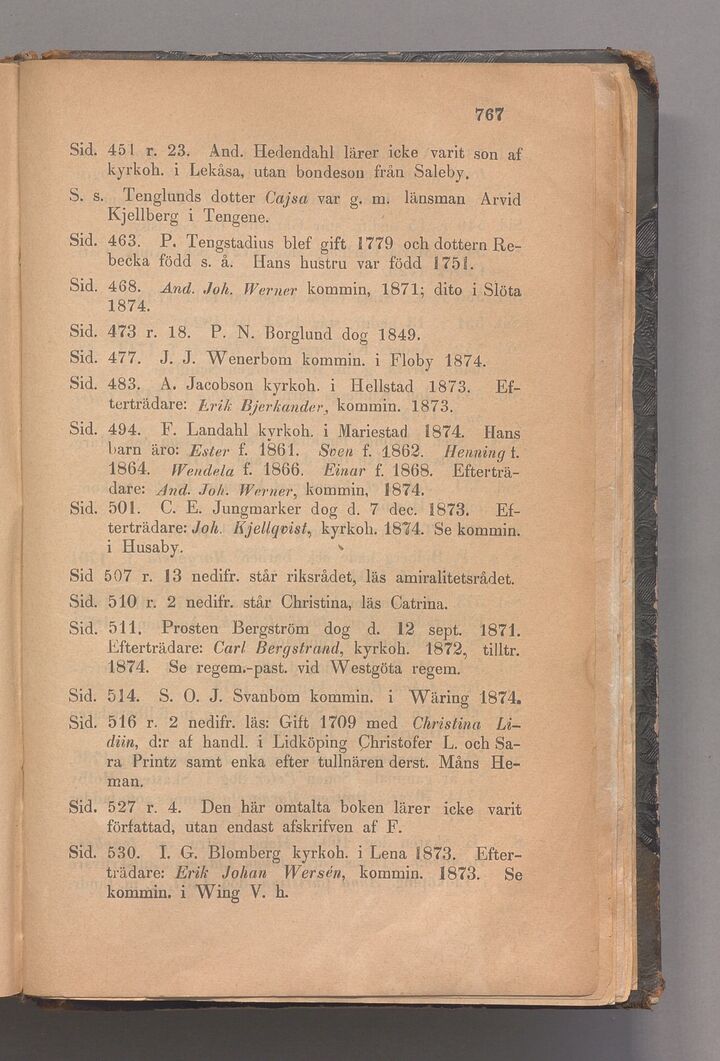 767
Sid. 451 r. 23. And. Hedendahl lärer icke varit son af
kyrkoh. i Lekåsa, utan bondeson från Saleby.
S. s. Tenglunds dotter Cajsa var g. m. länsman Arvid
Kjellberg i Tengene.
Sid. 463. P. Tengstadius blef gift 1779 och dottern Re-
becka född s. å. Hans hustru var född 1751.
Sid. 468. And. Joh. Werner kommin, 1871; dito i Slöta
1874.
Sid. 473 r. 18. P. N. Borglund dog 1849.
Sid. 477. J. J. Wenerbom kommin. i Floby 1874.
Sid. 483. A. Jacobson kyrkoh. i Hellstad 1873. Ef-
terträdare: Erik Bjerkander, kommin. 1873.
Sid. 494. F. Landahl kyrkoh. i Mariestad 1874. Hans
barn äro: Ester f. 1861. Sven f. 1862. Henning f.
1864. Wendela f. 1866. Einar f. 1868. Efterträ-
dare: And. Joh. Werner, kommin, 1874.
Sid. 501. C. E. Jungmarker dog d. 7 dec. 1873. Ef-
terträdare: Joh. Kjellqvist, kyrkoh. 1874. Se kommin.
i Husaby.
Sid 507 r. 13 nedifr. står riksrådet, läs amiralitetsrådet.
Sid. 510 r. 2 nedifr. står Christina, läs Catrina.
Sid. 511. Prosten Bergström dog d. 12 sept. 1871.
Efterträdare: Carl Bergstrand, kyrkoh. 1872, tilltr.
1874. Se regem.-past. vid Westgöta regem.
Sid. 514. S. O. J. Svanbom kommin. i Wäring 1874.
Sid. 516 r. 2 nedifr. läs: Gift 1709 med Christina Li-
diin, d:r af handl. i Lidköping Christofer L. och Sa-
ra Printz samt enka efter tullnären derst. Måns He-
man.
Sid. 527 r. 4. Den här omtalta boken lärer icke varit
författad, utan endast afskrifven af F.
Sid. 530. I. G. Blomberg kyrkoh. i Lena 1873. Efter-
trädare: Erik Johan Wersén, kommin. 1873. Se
kommin. i Wing V. h.